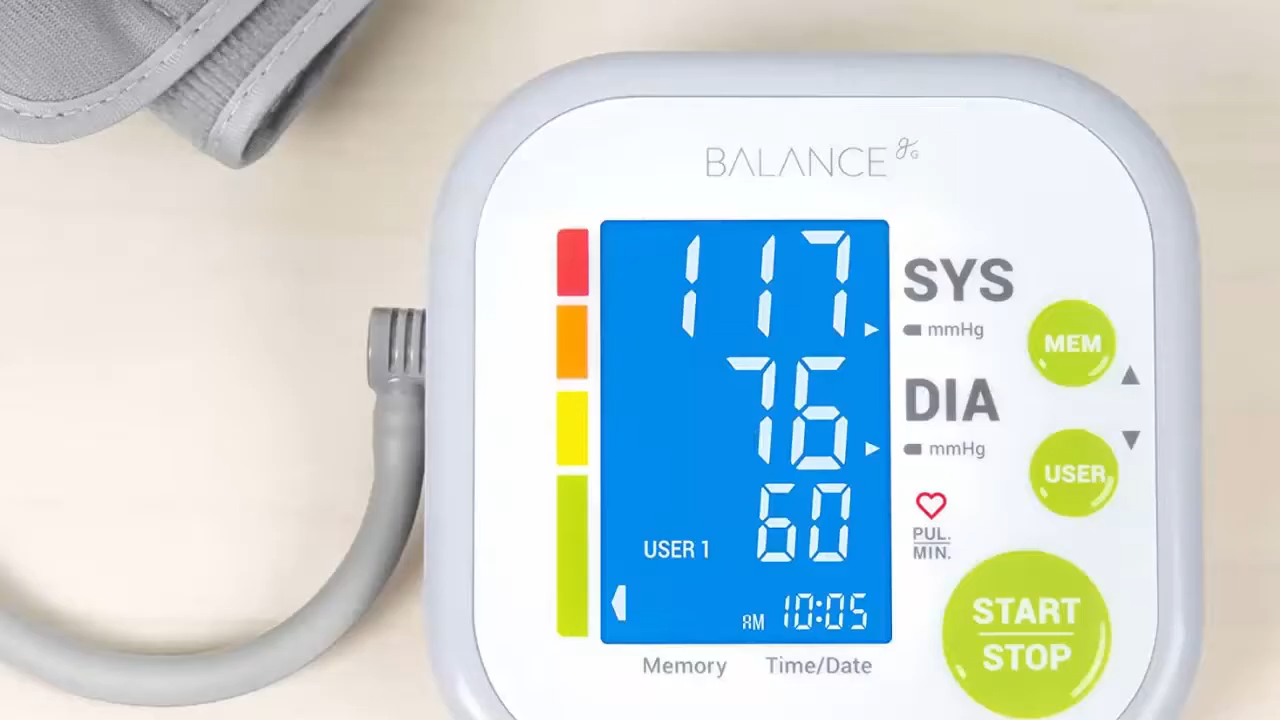 BALANCE
117
SYS
mmHg
MEM
76
DIA
mmHg
USER
60
PUL.
MIN.
USER 1
AM 10:05
START
STOP
Memory Time/Date